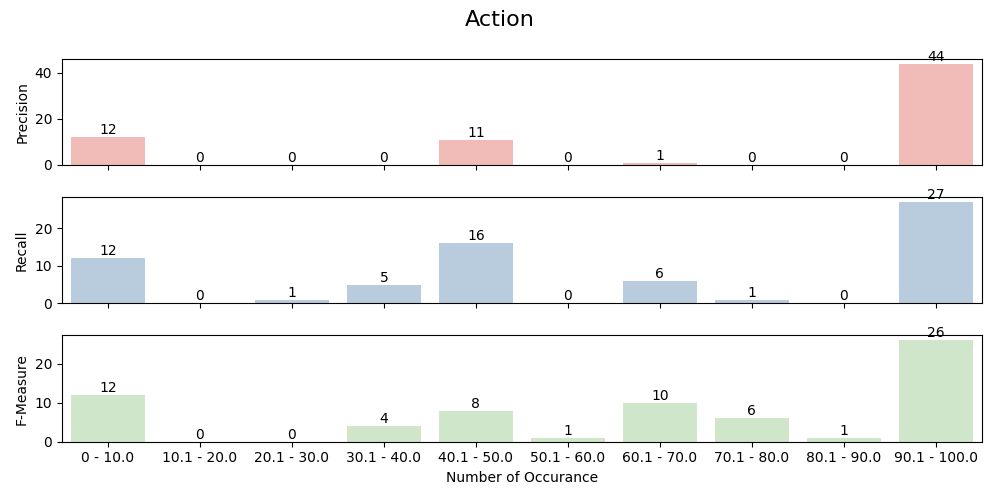 Action
Precision
40
20
0
12
0
0
0
11
0
1
0
0
44
Recall
20
10
0
12
0
1
5
16
0
6
1
0
27
F-Measure
20
10
0
12
0
0
4
8
1
10
6
1
26
0 - 10.0
10.1 - 20.0
20.1 - 30.0
30.1 - 40.0
40.1 - 50.0
50.1 - 60.0
60.1 - 70.0
70.1 - 80.0
80.1 - 90.0
90.1 - 100.0
Number of Occurance